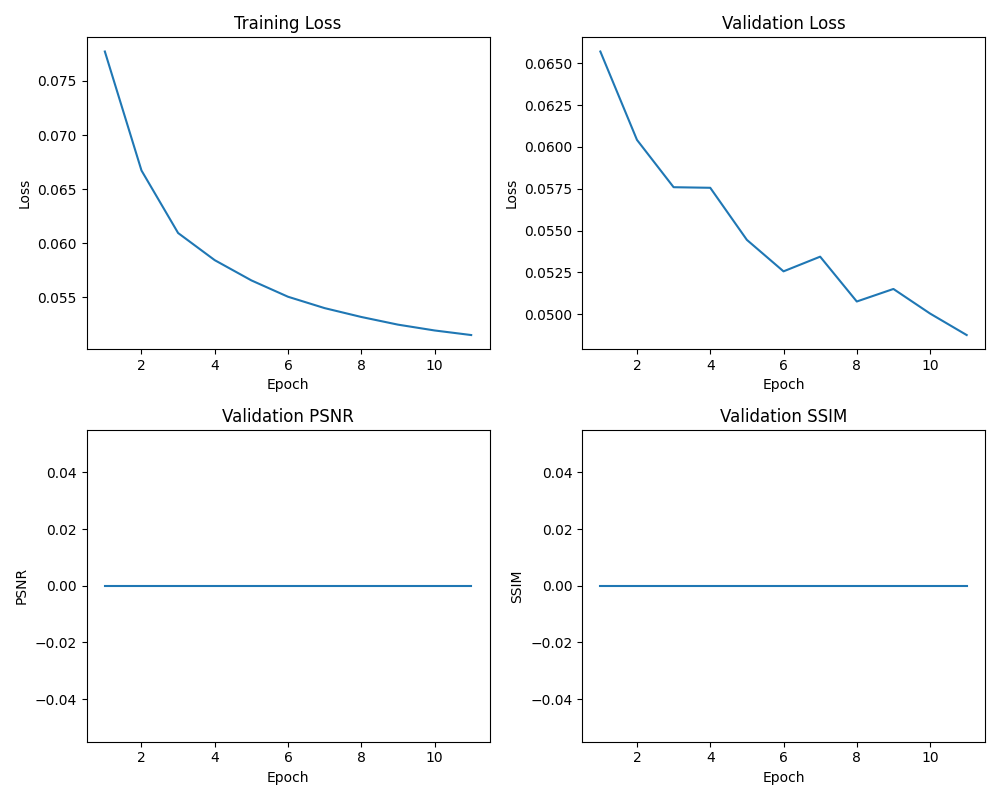 Training Loss
0.075
0.070
0.065
0.060
0.055
Loss
2 4 6 8 10
Epoch
Validation Loss
0.0650
0.0625
0.0600
0.0575
0.0550
0.0525
0.0500
Loss
2 4 6 8 10
Epoch
Validation PSNR
0.04
0.02
0.00
−0.02
−0.04
PSNR
2 4 6 8 10
Epoch
Validation SSIM
0.04
0.02
0.00
−0.02
−0.04
SSIM
2 4 6 8 10
Epoch